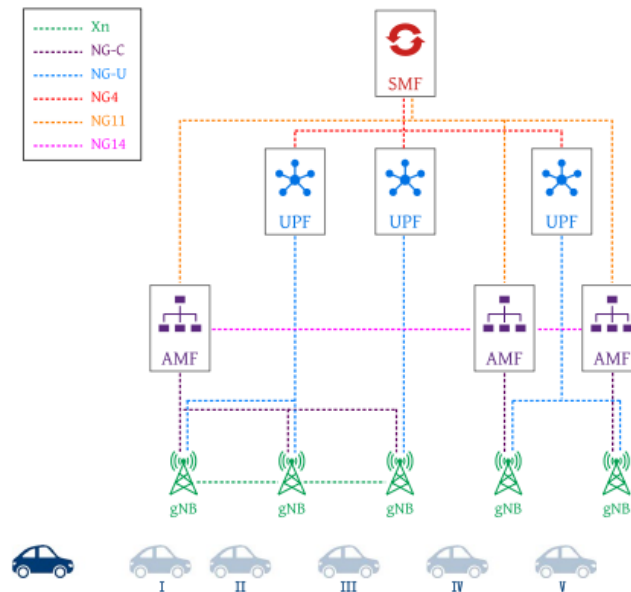 Xn
NG-C
NG-U
NG4
NG11
NG14
SMF
UPF
UPF
UPF
AMF
AMF
AMF
gNB
gNB
gNB
gNB
gNB
I
II
III
IV
V